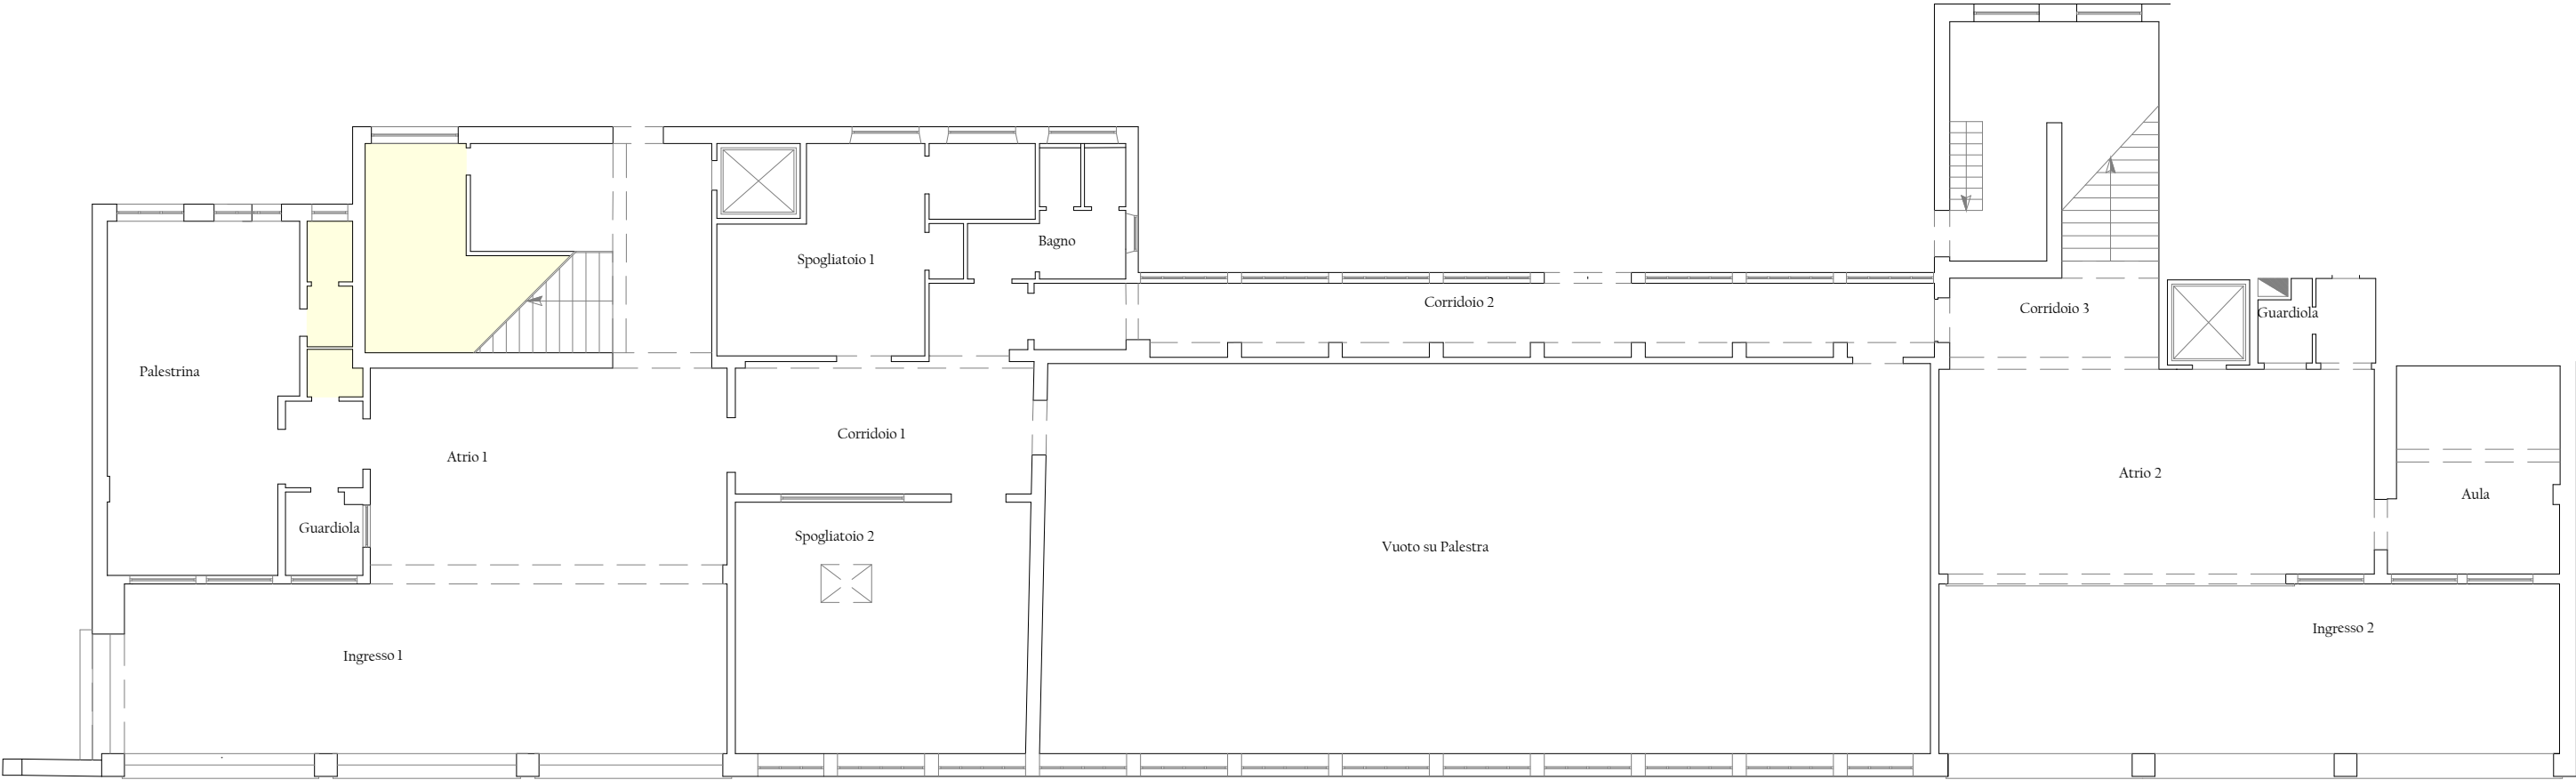 Bagno
Spogliatoio 1
Corridoio 2
Corridoio 3
Guardiola
Palestrina
Corridoio 1
Atrio 1
Atrio 2
Aula
Guardiola
Spogliatoio 2
Vuoto su Palestra
Ingresso 2
Ingresso 1